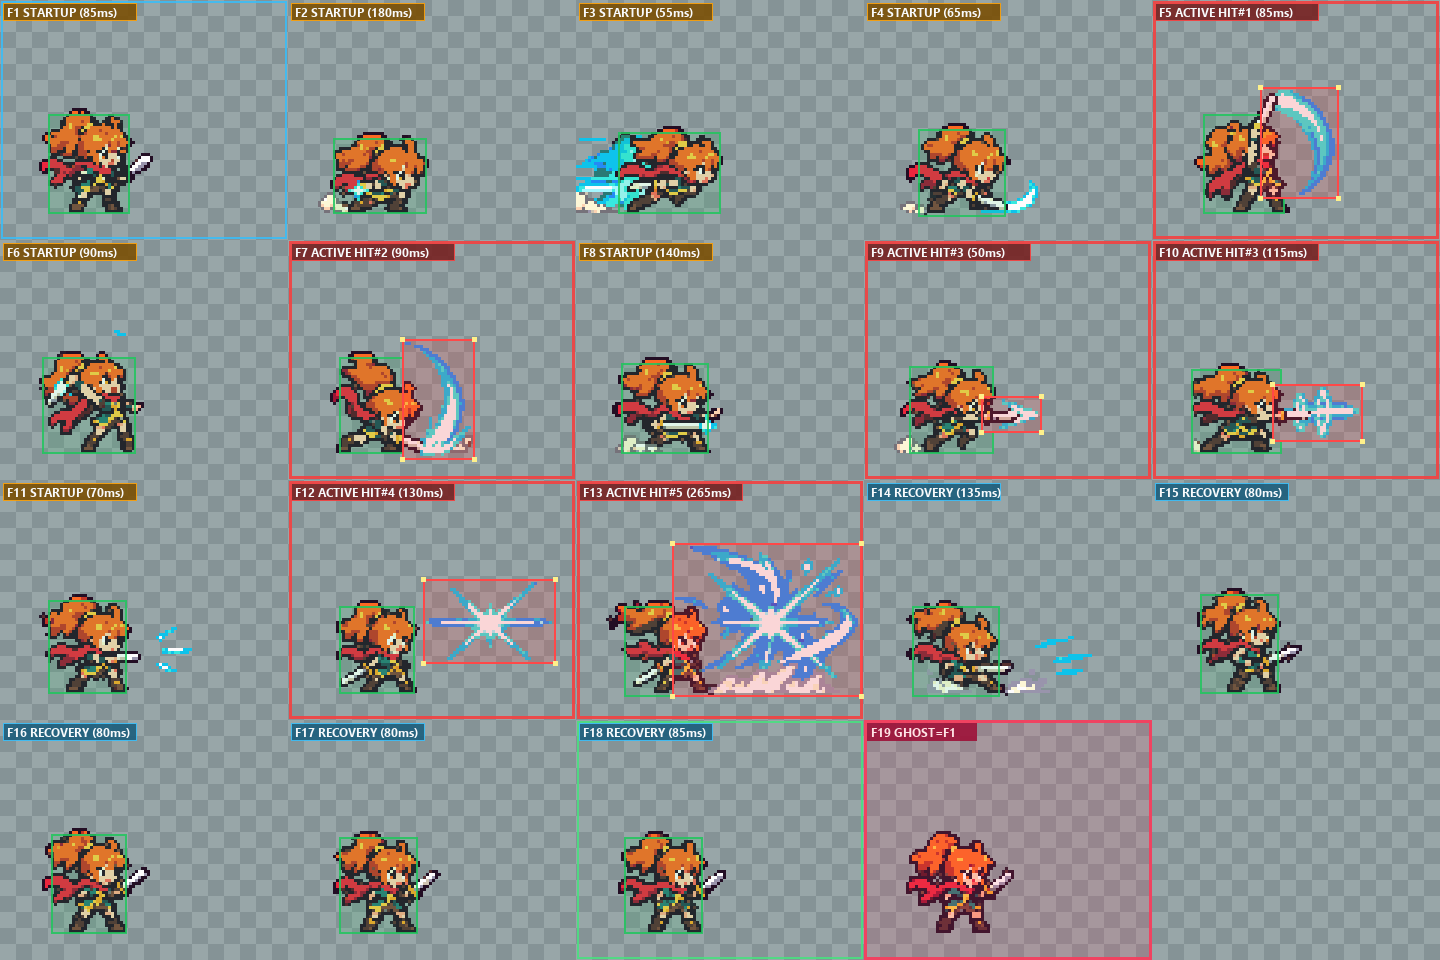 F1 STARTUP (85ms)
F2 STARTUP (180ms)
F3 STARTUP (55ms)
F4 STARTUP (65ms)
F5 ACTIVE HIT#1 (85ms)
F6 STARTUP (90ms)
F7 ACTIVE HIT#2 (90ms)
F8 STARTUP (140ms)
F9 ACTIVE HIT#3 (50ms)
F10 ACTIVE HIT#3 (115ms)
F11 STARTUP (70ms)
F12 ACTIVE HIT#4 (130ms)
F13 ACTIVE HIT#5 (265ms)
F14 RECOVERY (135ms)
F15 RECOVERY (80ms)
F16 RECOVERY (80ms)
F17 RECOVERY (80ms)
F18 RECOVERY (85ms)
F19 GHOST=F1